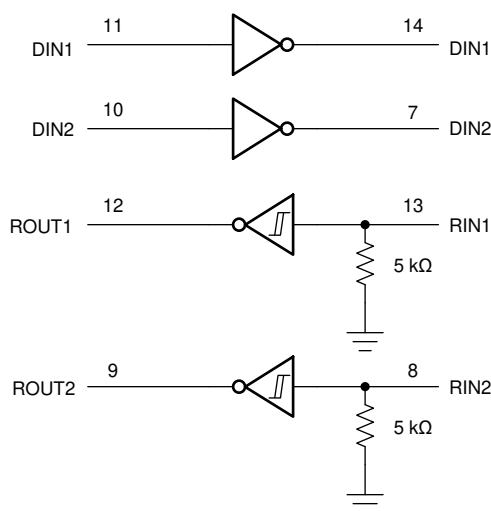 11 14
DIN1 DIN1
10 7
DIN2 DIN2
12 13
ROUT1 RIN1
5 kΩ
9 8
ROUT2 RIN2
5 kΩ